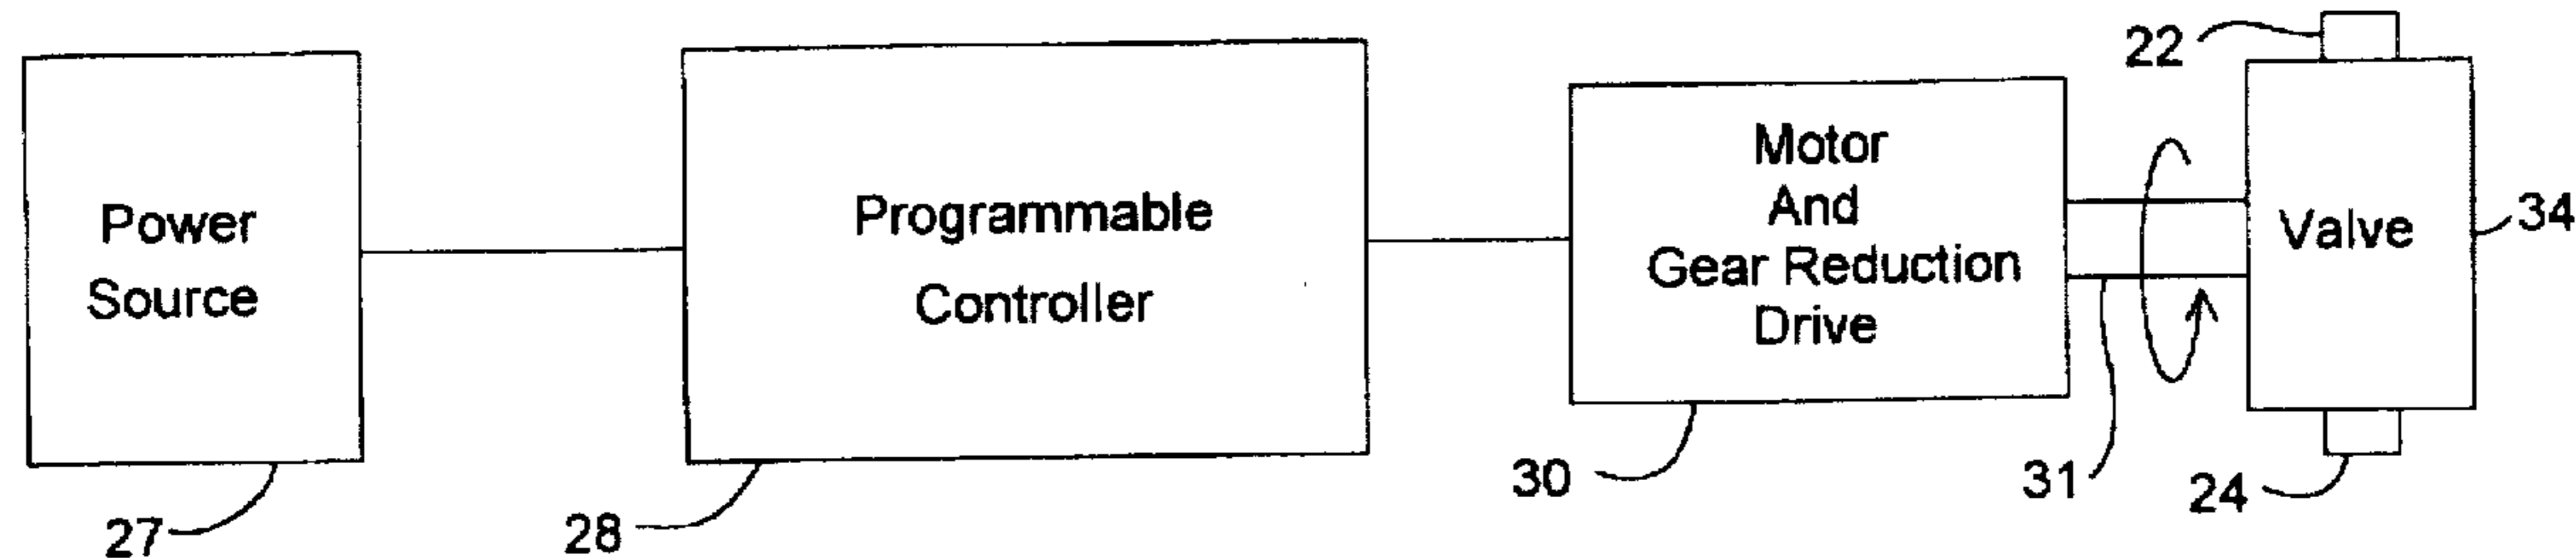 Power
Source
Programmable
Controller
Motor
And
Gear Reduction
Drive
Valve
22
34
27
28
30
31
24